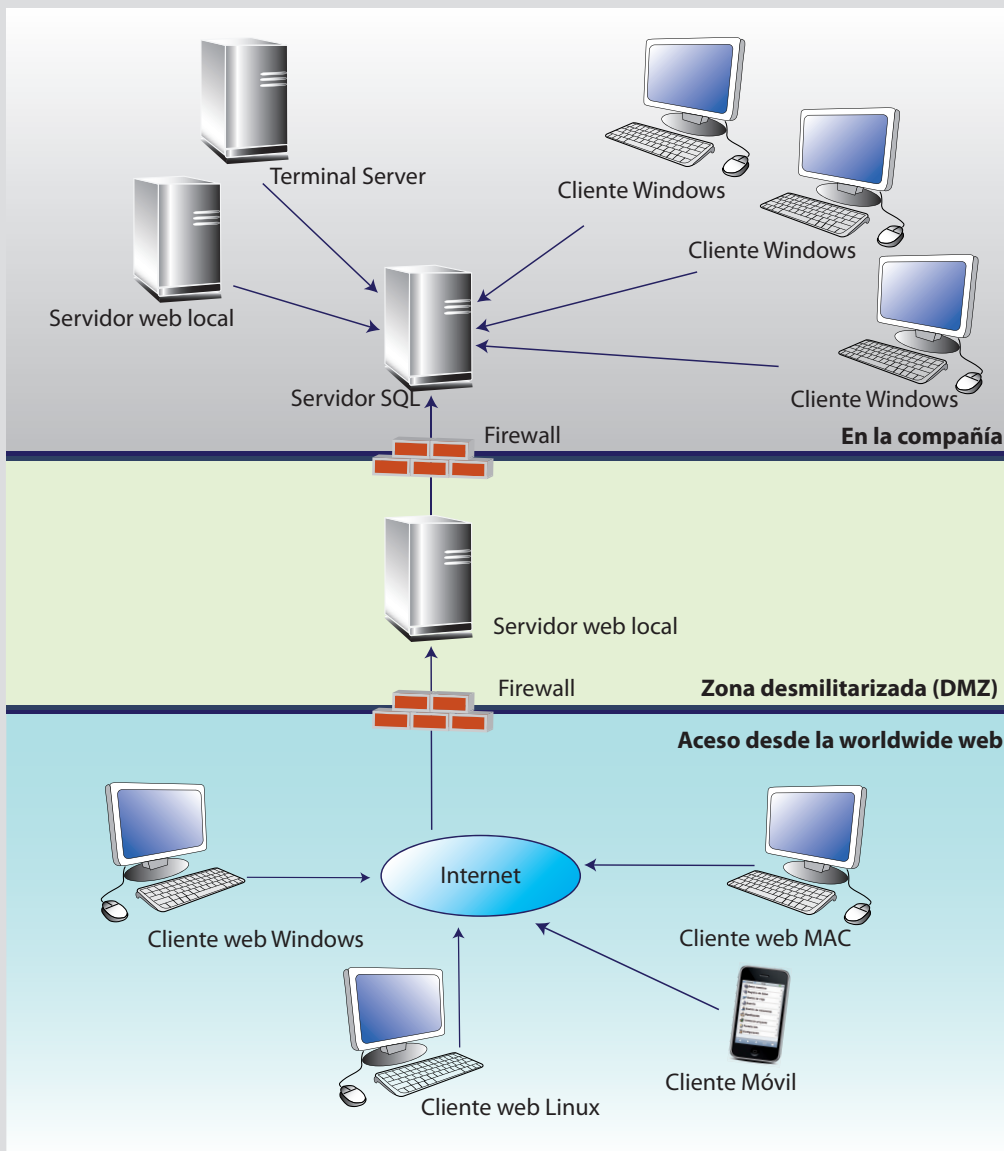 Terminal Server
Cliente Windows
Cliente Windows
Servidor web local
Servidor SQL
Cliente Windows
Firewall
En la compañía
Servidor web local
Firewall
Zona desmilitarizada (DMZ)
Aceso desde la worldwide web
Internet
Cliente web Windows
Cliente web MAC
Cliente Móvil
Cliente web Linux